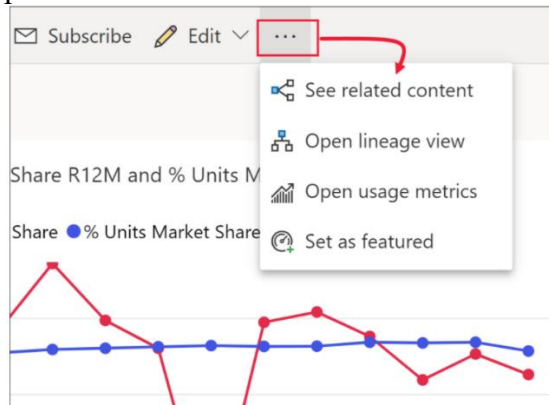 Subscribe Edit ...
See related content
Open lineage view
Share R12M and % Units M
Open usage metrics
Share % Units Market Share
Set as featured